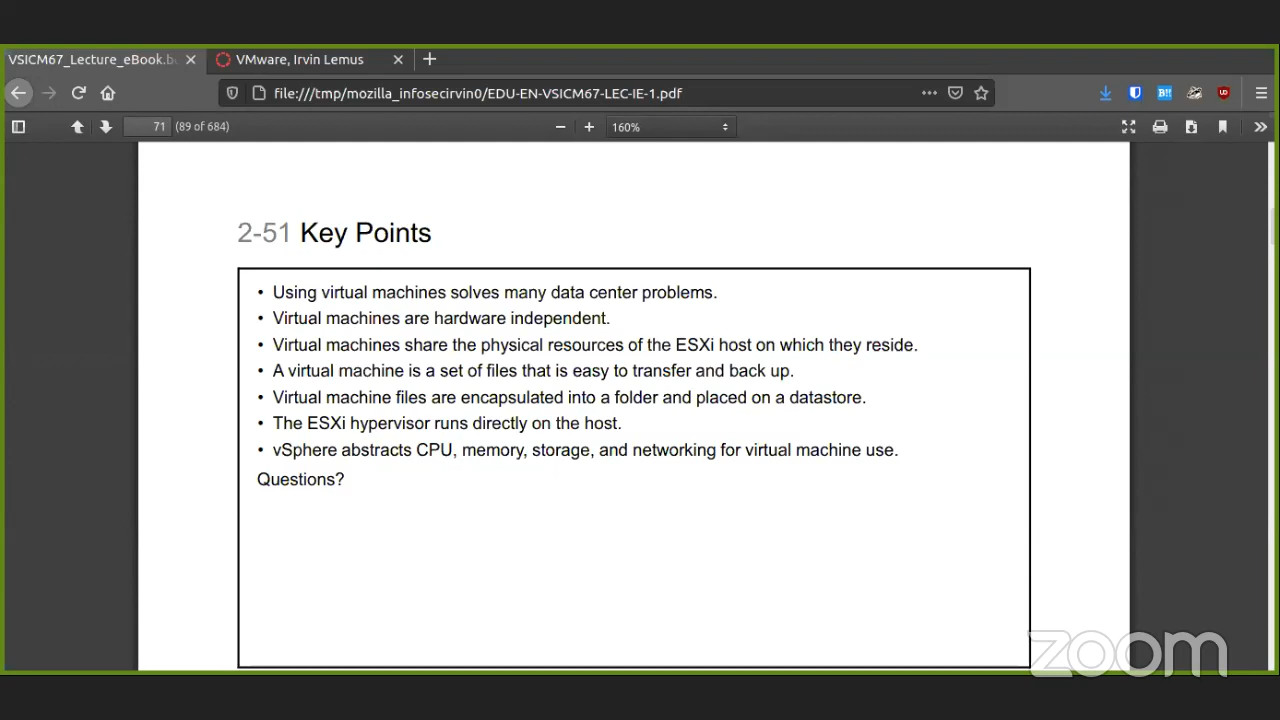 VSICM67_Lecture_eBook.b
VMware, Irvin Lemus
file:///tmp/mozilla_infosecirvin0/EDU-EN-VSICM67-LEC-IE-1.pdf
B!!
71 (89 of 684)
160%
2-51 Key Points
• Using virtual machines solves many data center problems.
• Virtual machines are hardware independent.
• Virtual machines share the physical resources of the ESXi host on which they reside.
• A virtual machine is a set of files that is easy to transfer and back up.
• Virtual machine files are encapsulated into a folder and placed on a datastore.
• The ESXi hypervisor runs directly on the host.
• vSphere abstracts CPU, memory, storage, and networking for virtual machine use.
Questions?
zoom